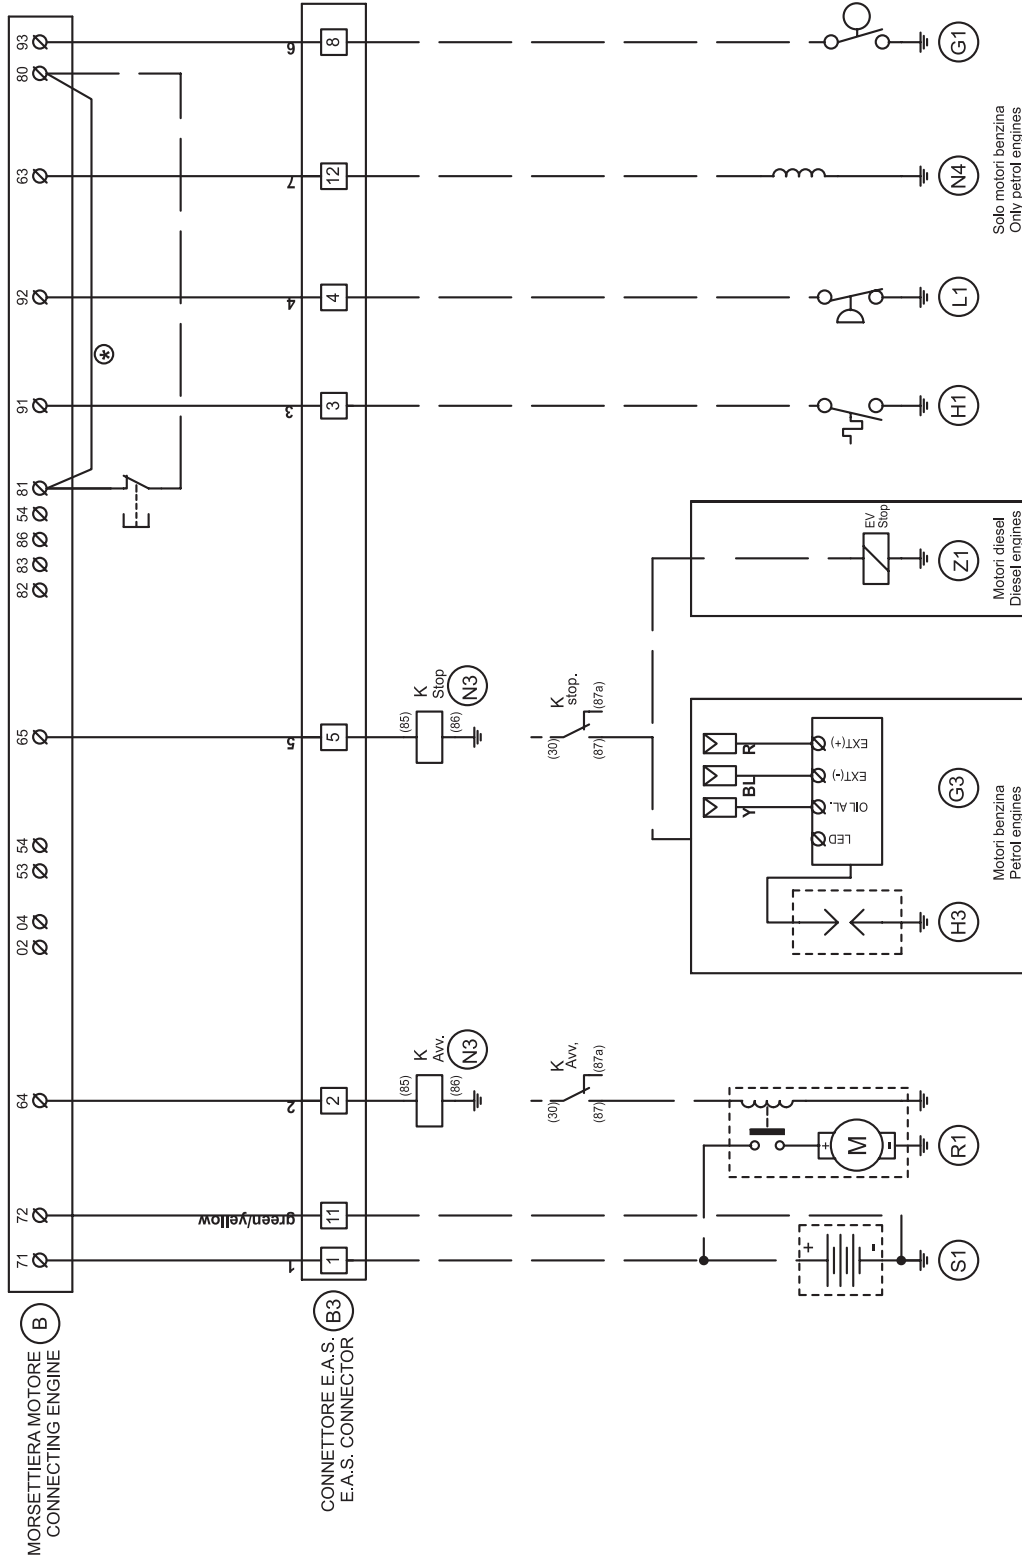 MORSETTIERA MOTORE
CONNECTING ENGINE
B
71
72
64
02
04
53
54
65
82
83
86
54
81
91
92
63
80
93
*
1
green/yellow
2
5
3
4
7
6
CONNETTORE E.A.S.
E.A.S. CONNECTOR
B3
1
11
2
5
3
4
12
8
(85)
(86)
K
Avv.
N3
(85)
(86)
K
Stop
N3
(30)
(87)
K
Avv,
(87a)
(30)
(87)
K
stop.
(87a)
+
-
S1
M
+
-
R1
H3
LED
OIL AL.
EXT(-)
EXT(+)
Y
BL
R
G3
Motori benzina
Petrol engines
EV
Stop
Z1
Motori diesel
Diesel engines
H1
L1
N4
Solo motori benzina
Only petrol engines
G1